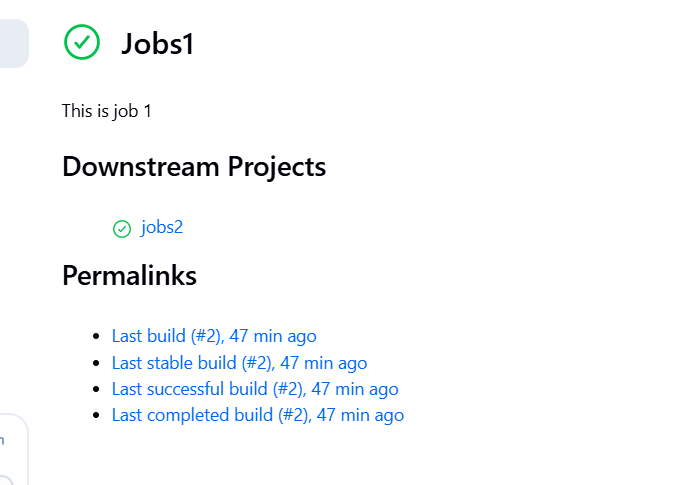 Jobs1
This is job 1
Downstream Projects
jobs2
Permalinks
Last build (#2), 47 min ago
Last stable build (#2), 47 min ago
Last successful build (#2), 47 min ago
Last completed build (#2), 47 min ago